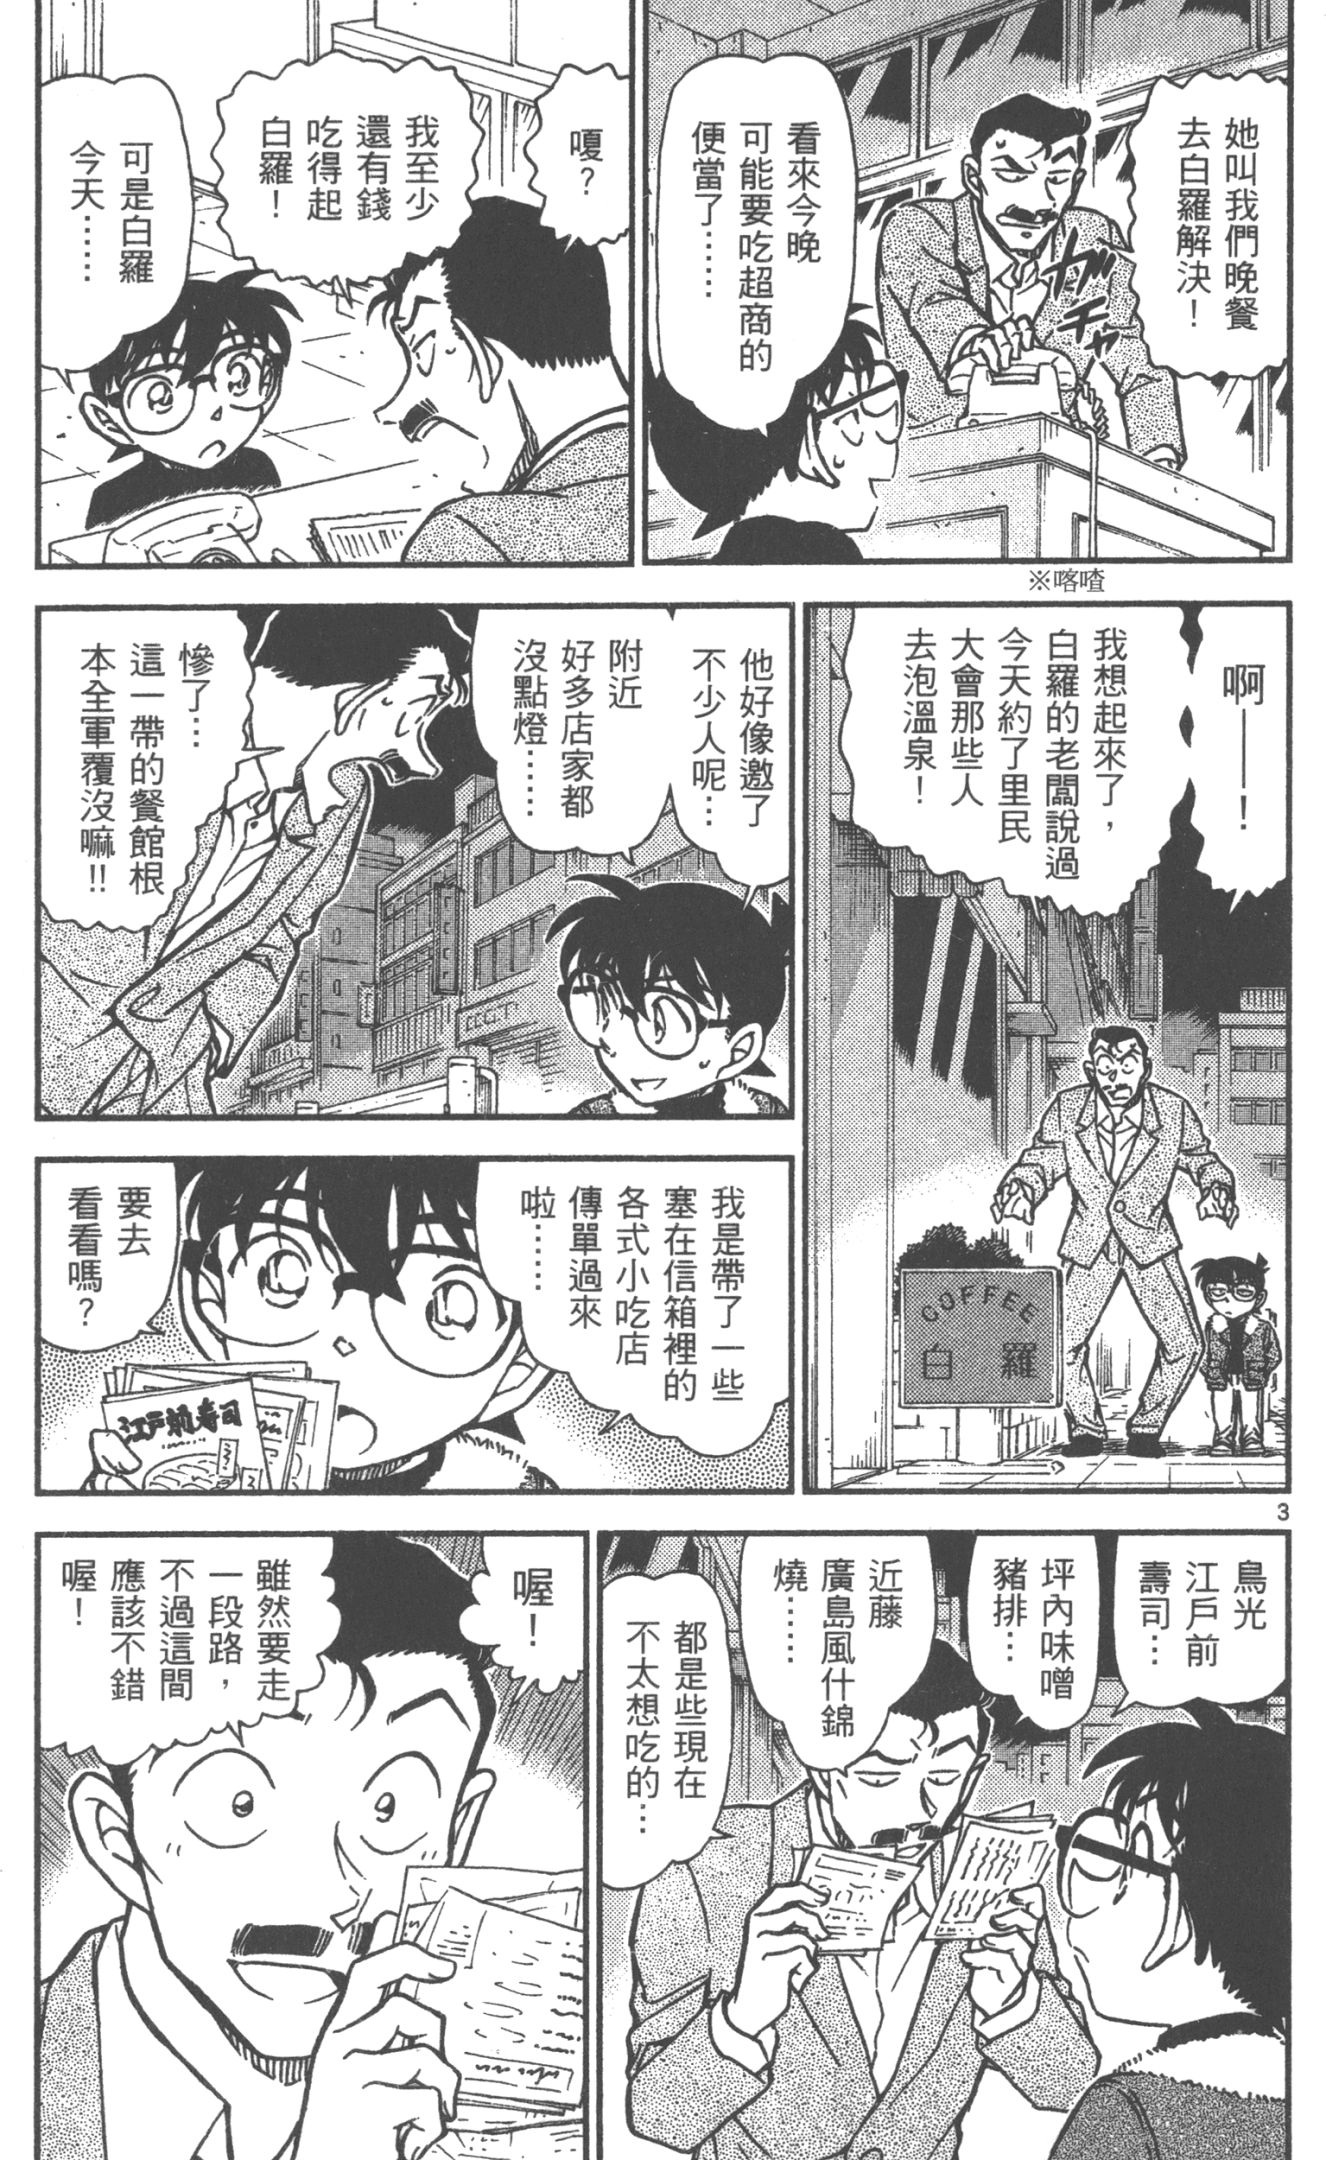 她叫我們晚餐
去白羅解決！
看來今晚
可能要吃超商的
便當了……
ガチャ
※喀喳
嗄？
我至少
還有錢
吃得起
白羅！
可是白羅
今天……
啊——！
我想起來了，
白羅的老闆說過
今天約了里民
大會那些人
去泡溫泉！
COFFEE
白羅
他好像邀了
不少人呢…
附近
好多店家都
沒點燈……
慘了…
這一帶的餐館根
本全軍覆沒嘛!!
我是帶了一些
塞在信箱裡的
各式小吃店
傳單過來
啦……
要去
看看嗎？
江戸前寿司
3
鳥光
江戶前
壽司…
坪內味噌
豬排…
近藤
廣島風什錦
燒……
都是些現在
不太想吃的…
喔！
雖然要走
一段路，
不過這間
應該不錯
喔！